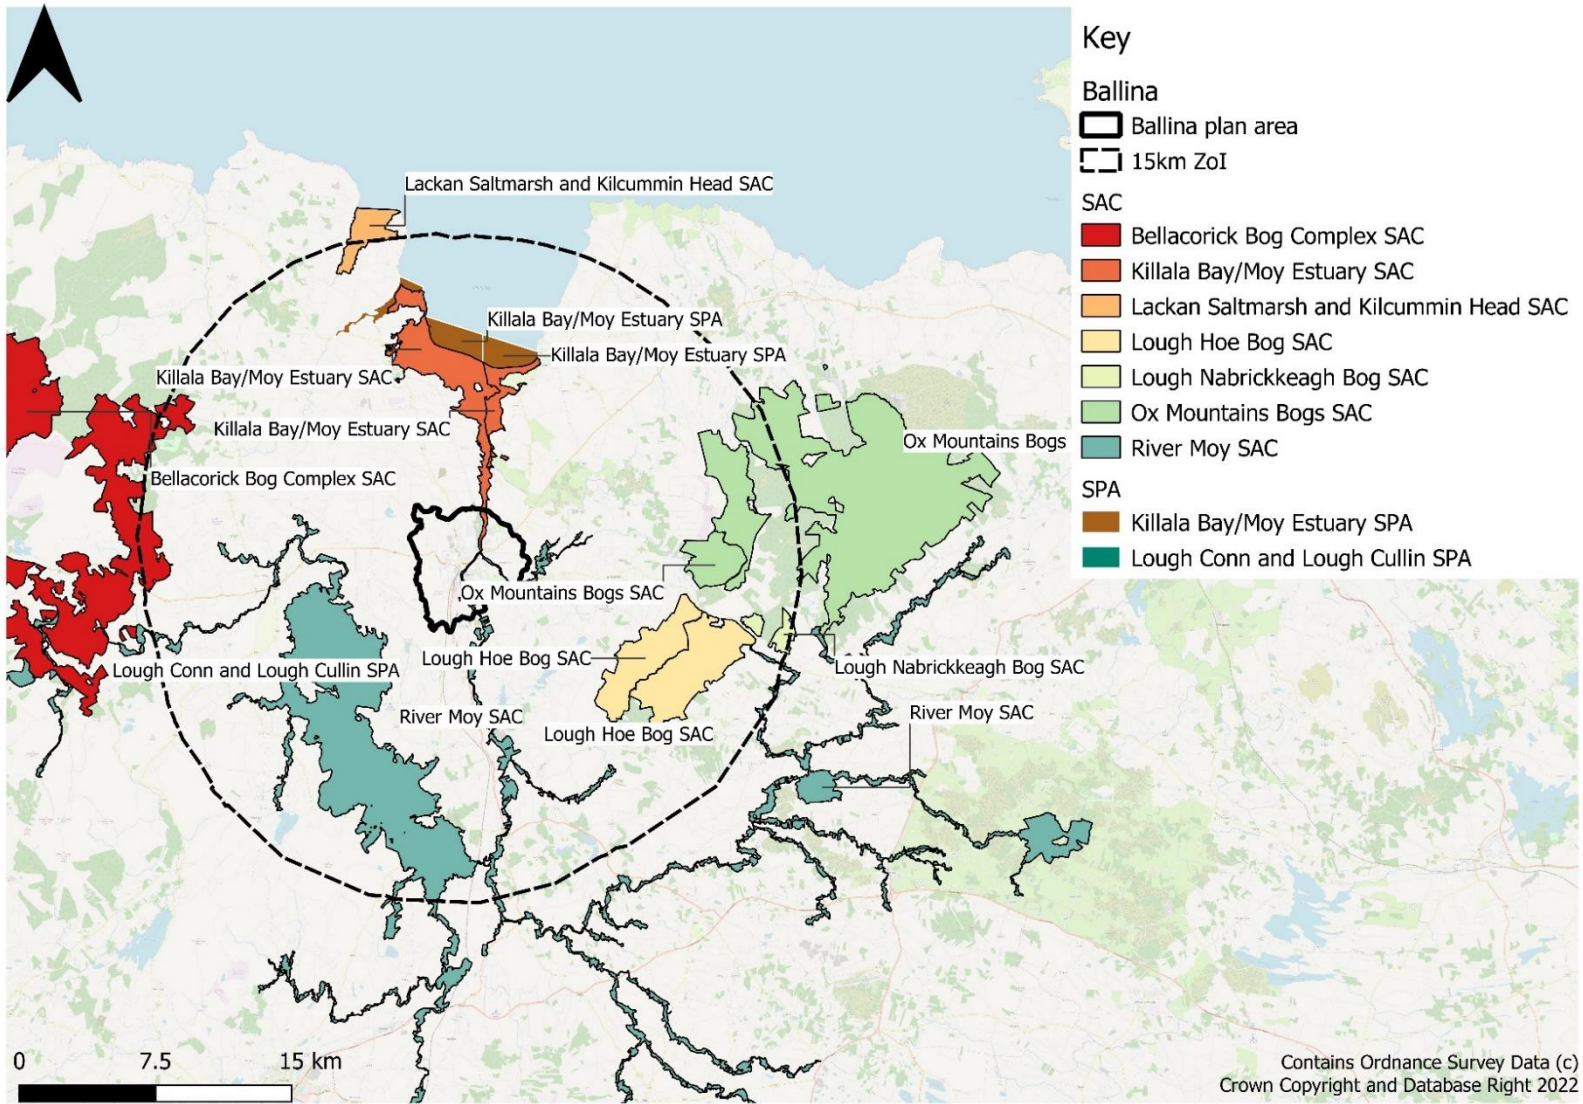 Key
Ballina
Ballina plan area
15km ZoI
SAC
Bellacorick Bog Complex SAC
Killala Bay/Moy Estuary SAC
Lackan Saltmarsh and Kilcummin Head SAC
Lough Hoe Bog SAC
Lough Nabrickkeagh Bog SAC
Ox Mountains Bogs SAC
River Moy SAC
SPA
Killala Bay/Moy Estuary SPA
Lough Conn and Lough Cullin SPA
Lackan Saltmarsh and Kilcummin Head SAC
Killala Bay/Moy Estuary SPA
Killala Bay/Moy Estuary SPA
Killala Bay/Moy Estuary SAC
Killala Bay/Moy Estuary SAC
Ox Mountains Bogs
Bellacorick Bog Complex SAC
Ox Mountains Bogs SAC
Lough Hoe Bog SAC
Lough Nabrickkeagh Bog SAC
Lough Conn and Lough Cullin SPA
River Moy SAC
River Moy SAC
Lough Hoe Bog SAC
0 7.5 15 km
Contains Ordnance Survey Data (c)
Crown Copyright and Database Right 2022